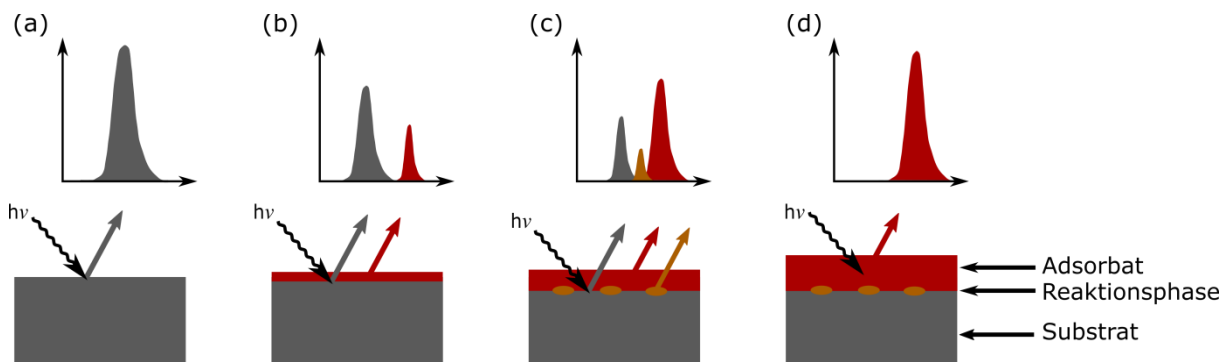 (a)
(b)
(c)
(d)
hν
hν
hν
hν
Adsorbat
Reaktionsphase
Substrat